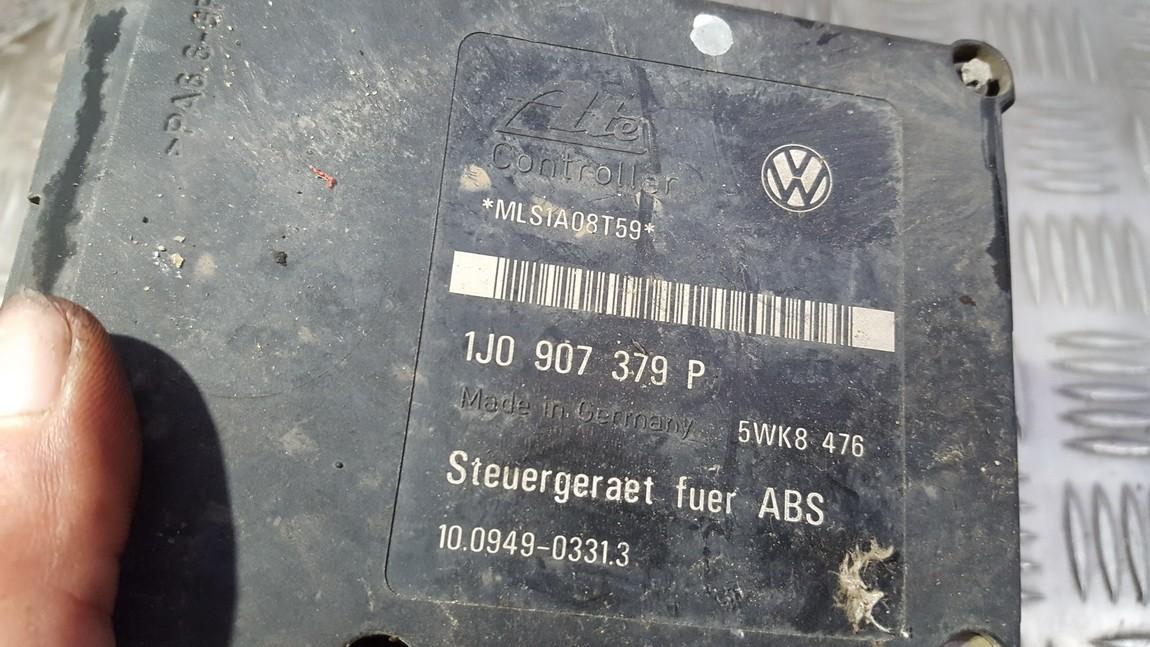 Ate
Controller
*MLS1A08T59*
1J0 907 379 P
Made in Germany
5WK8 476
Steuergeraet fuer ABS
10.0949-0331.3